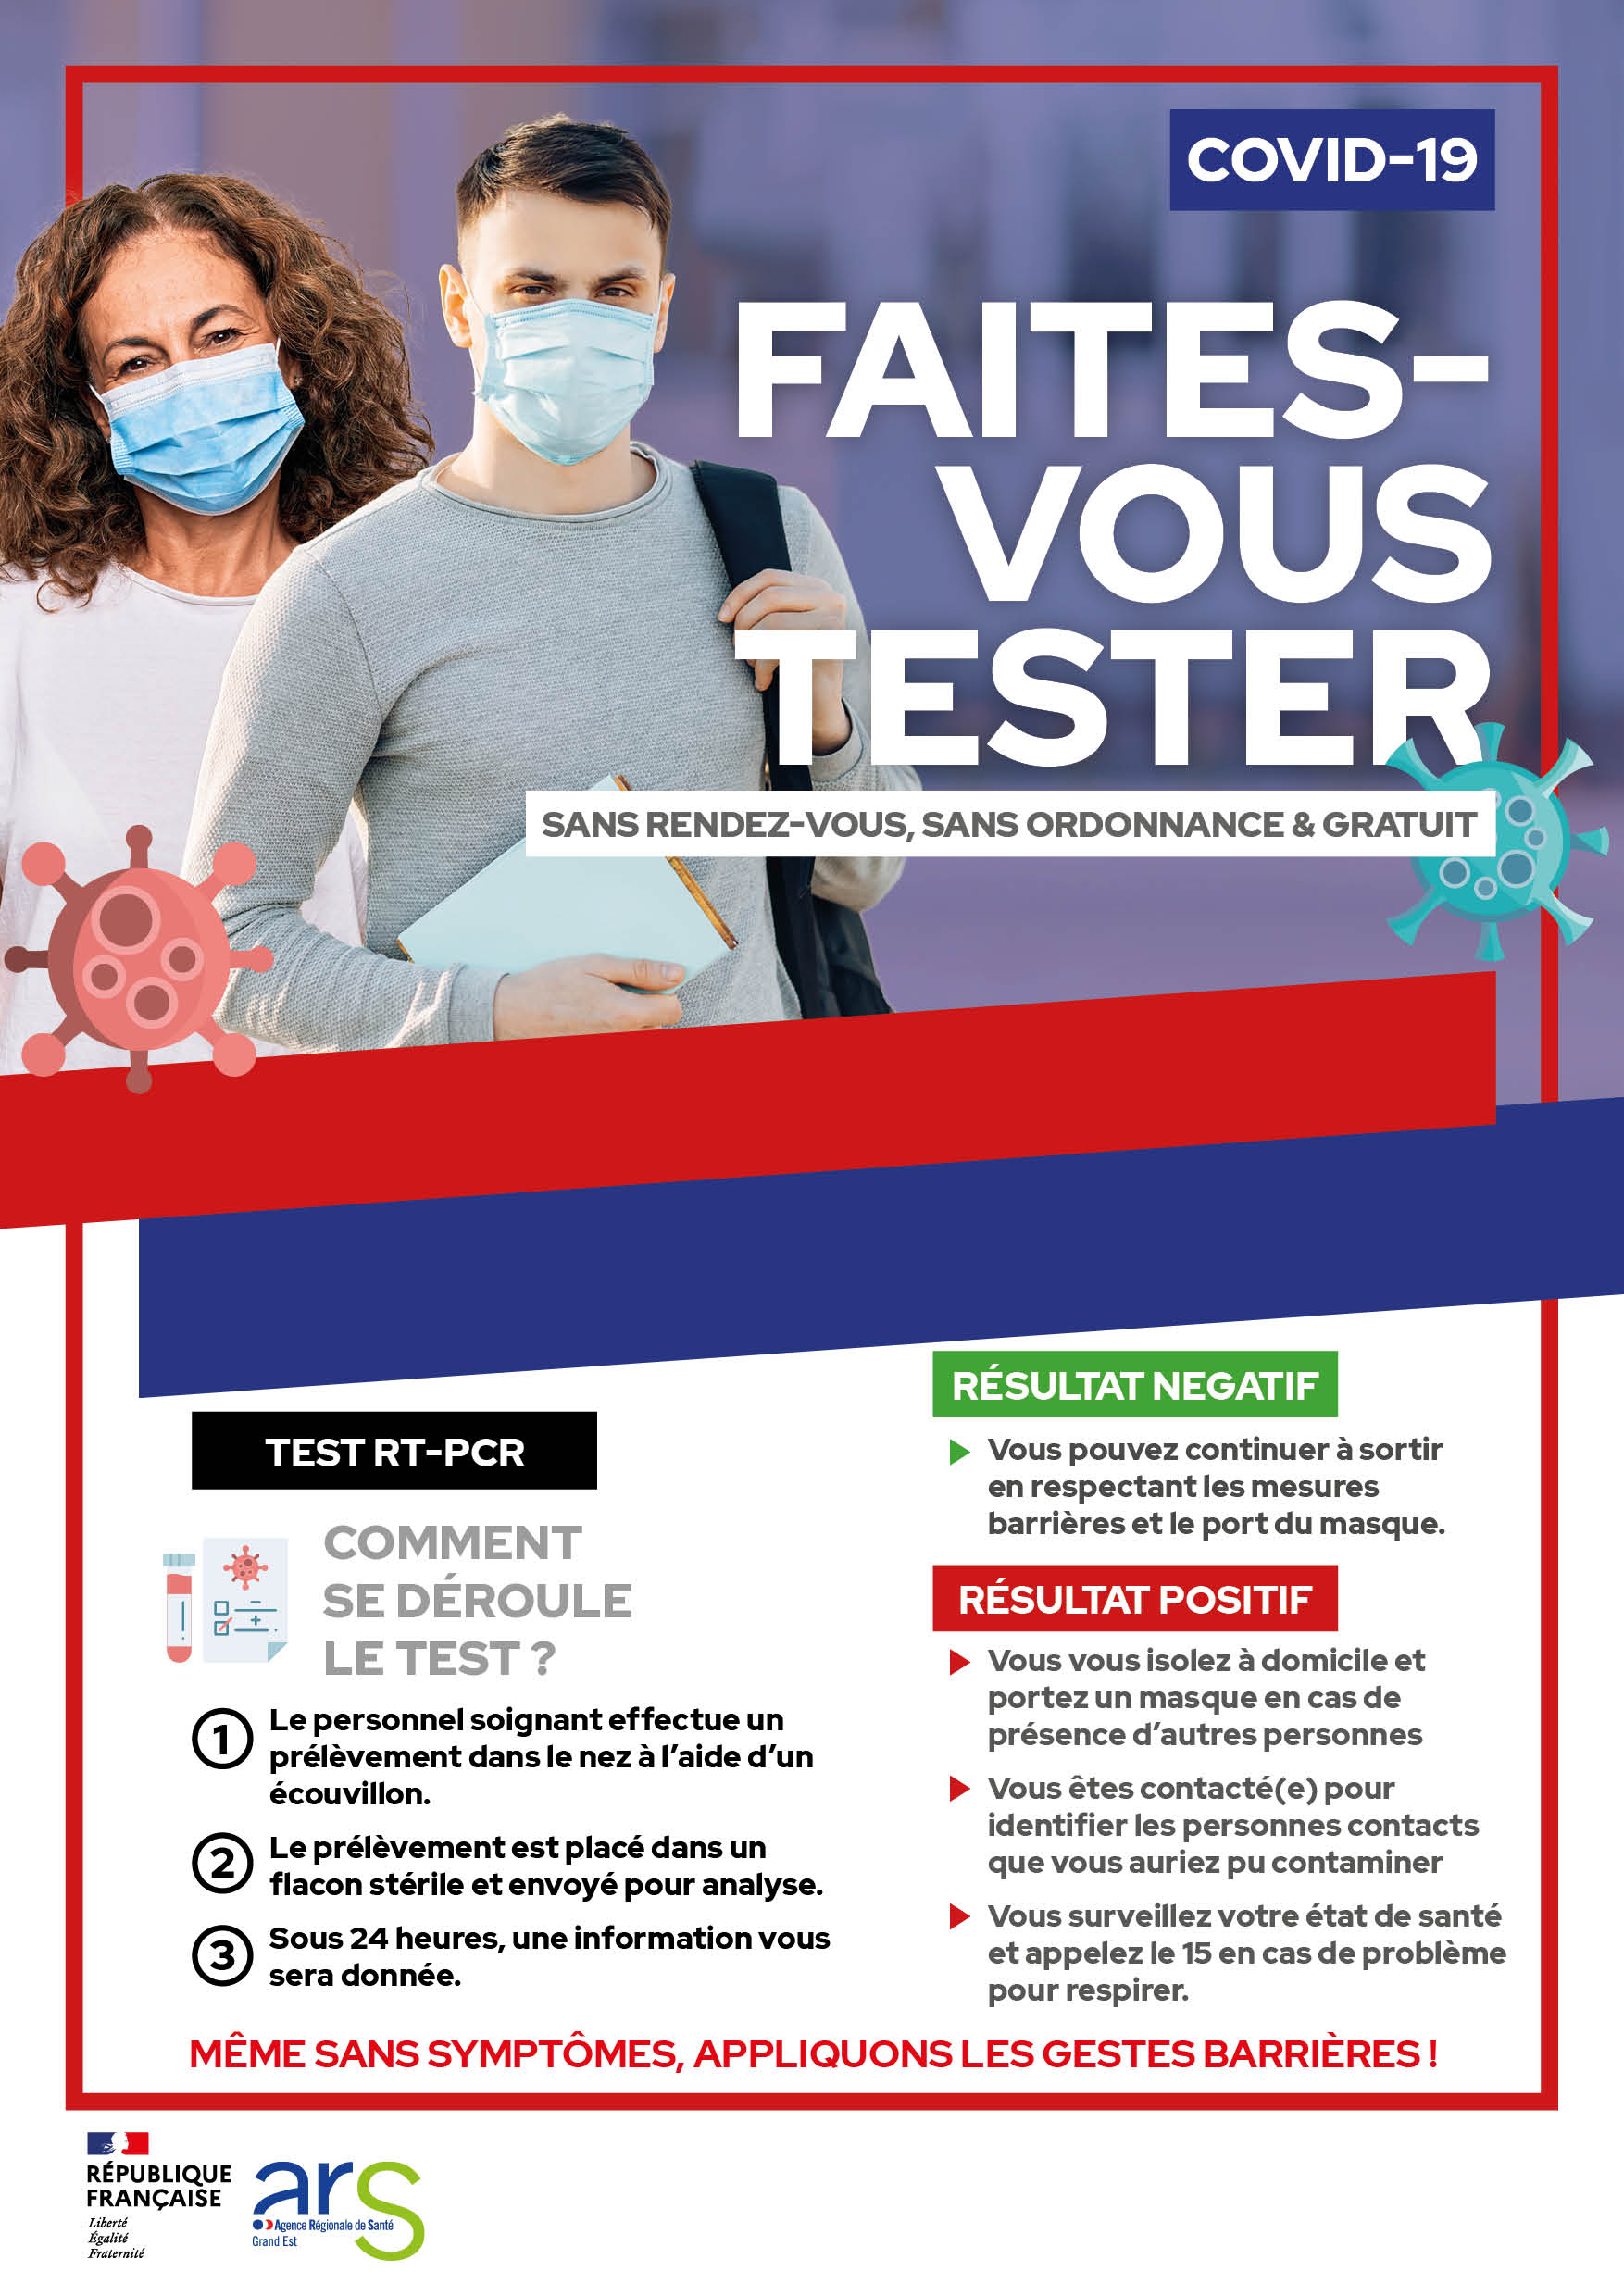 COVID-19
FAITES-
VOUS
TESTER
SANS RENDEZ-VOUS, SANS ORDONNANCE & GRATUIT
TEST RT-PCR
COMMENT
SE DÉROULE
LE TEST ?
1 Le personnel soignant effectue un
prélèvement dans le nez à l’aide d’un
écouvillon.
2 Le prélèvement est placé dans un
flacon stérile et envoyé pour analyse.
3 Sous 24 heures, une information vous
sera donnée.
RÉSULTAT NEGATIF
Vous pouvez continuer à sortir
en respectant les mesures
barrières et le port du masque.
RÉSULTAT POSITIF
Vous vous isolez à domicile et
portez un masque en cas de
présence d’autres personnes
Vous êtes contacté(e) pour
identifier les personnes contacts
que vous auriez pu contaminer
Vous surveillez votre état de santé
et appelez le 15 en cas de problème
pour respirer.
MÊME SANS SYMPTÔMES, APPLIQUONS LES GESTES BARRIÈRES !
RÉPUBLIQUE
FRANÇAISE
Liberté
Égalité
Fraternité
ars
Agence Régionale de Santé
Grand Est